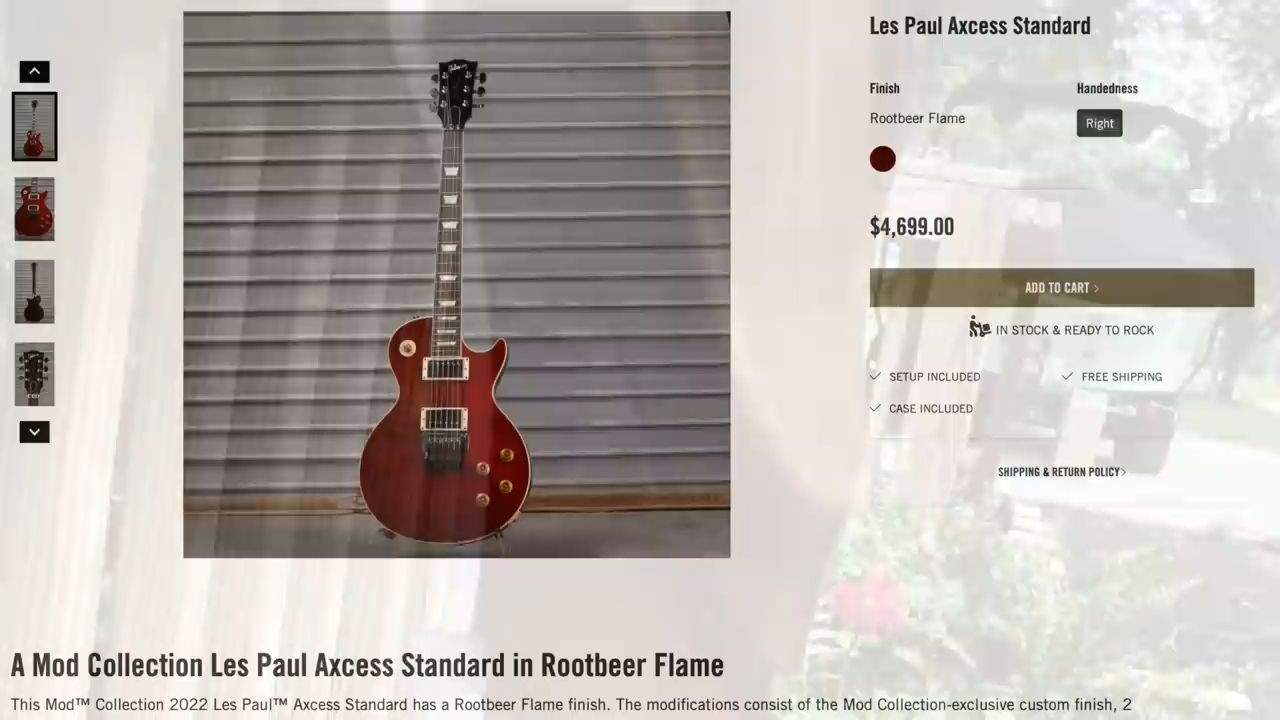 Les Paul Axcess Standard
Finish
Handedness
Rootbeer Flame
Right
$4,699.00
ADD TO CART >
IN STOCK & READY TO ROCK
SETUP INCLUDED
FREE SHIPPING
CASE INCLUDED
SHIPPING & RETURN POLICY >
A Mod Collection Les Paul Axcess Standard in Rootbeer Flame
This Mod™ Collection 2022 Les Paul™ Axcess Standard has a Rootbeer Flame finish. The modifications consist of the Mod Collection-exclusive custom finish, 2